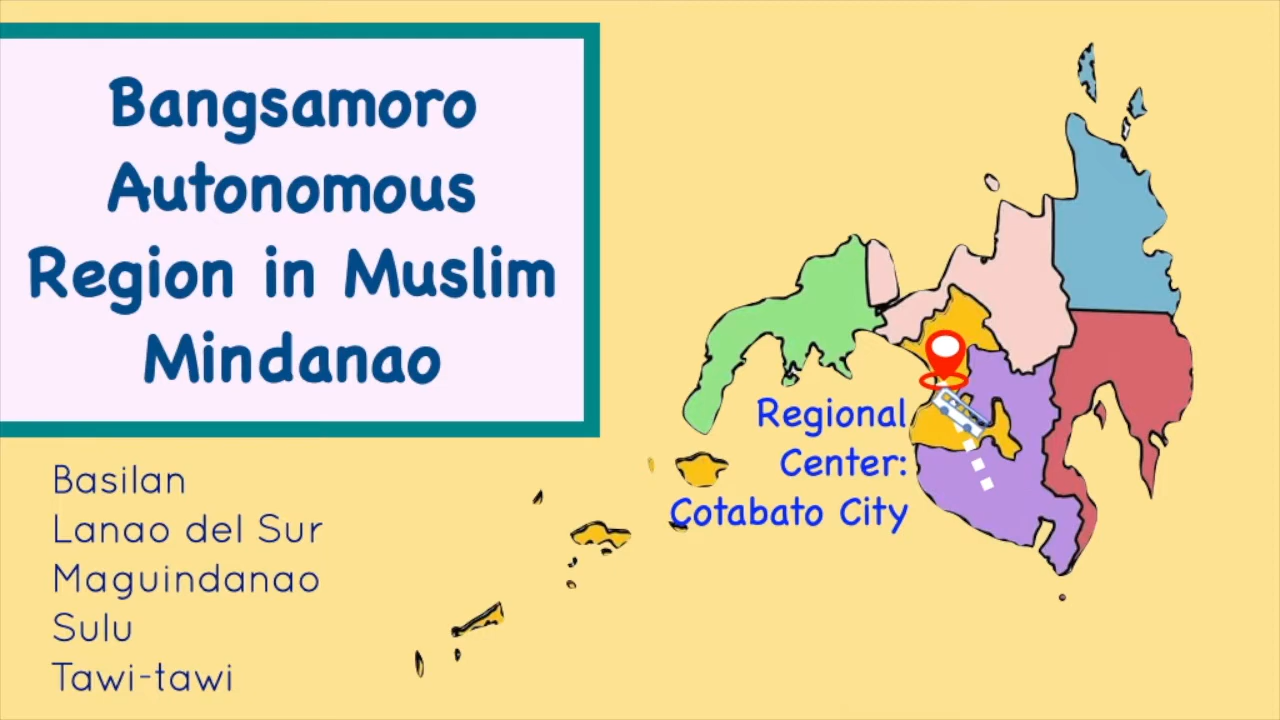 Bangsamoro
Autonomous
Region in Muslim
Mindanao
Regional
Center:
Cotabato City
Basilan
Lanao del Sur
Maguindanao
Sulu
Tawi-tawi